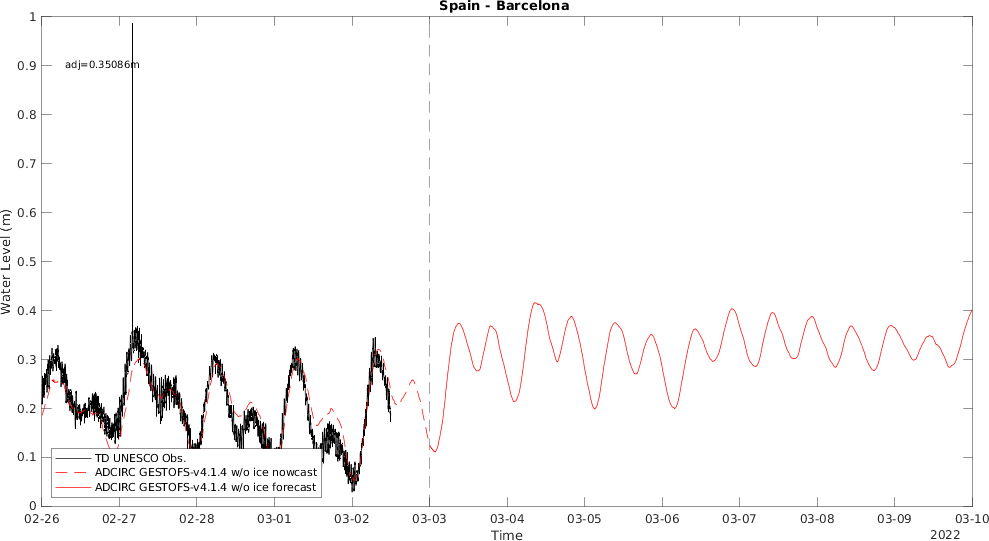 Spain - Barcelona
1
0.9
0.8
0.7
0.6
0.5
0.4
0.3
0.2
0.1
0
Water Level (m)
adj=0.35086m
TD UNESCO Obs.
ADCIRC GESTOFS-v4.1.4 w/o ice nowcast
ADCIRC GESTOFS-v4.1.4 w/o ice forecast
02-26 02-27 02-28 03-01 03-02 03-03 03-04 03-05 03-06 03-07 03-08 03-09 03-10
Time
2022